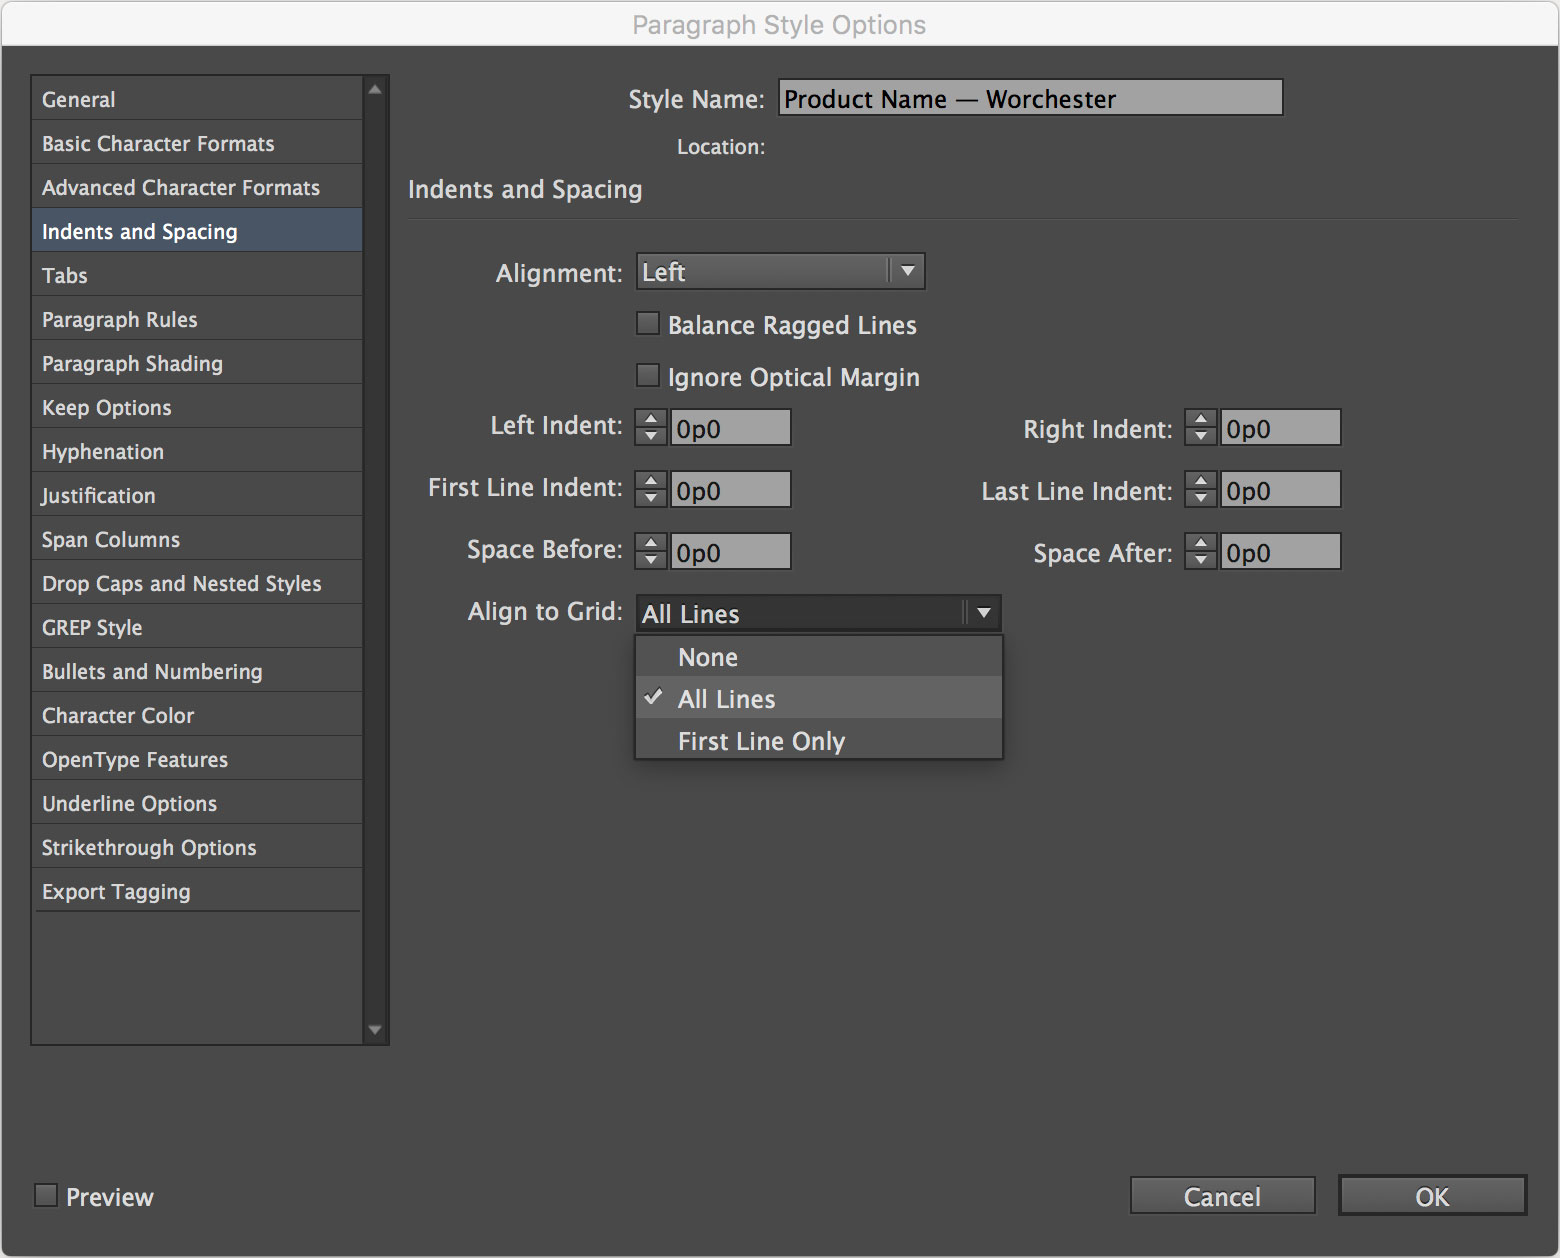 Paragraph Style Options
General
Basic Character Formats
Advanced Character Formats
Indents and Spacing
Tabs
Paragraph Rules
Paragraph Shading
Keep Options
Hyphenation
Justification
Span Columns
Drop Caps and Nested Styles
GREP Style
Bullets and Numbering
Character Color
OpenType Features
Underline Options
Strikethrough Options
Export Tagging
Style Name: Product Name — Worchester
Location:
Indents and Spacing
Alignment: Left
Balance Ragged Lines
Ignore Optical Margin
Left Indent: 0p0 Right Indent: 0p0
First Line Indent: 0p0 Last Line Indent: 0p0
Space Before: 0p0 Space After: 0p0
Align to Grid: All Lines
None
All Lines
First Line Only
Preview Cancel OK